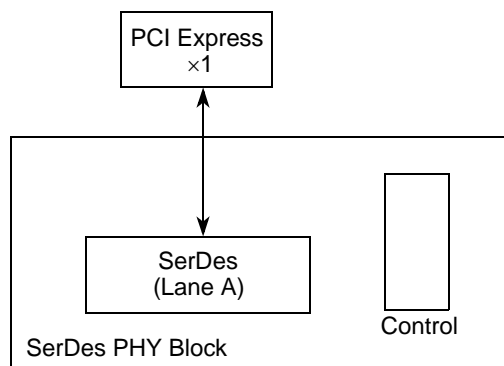 PCI Express
×1
SerDes
(Lane A)
Control
SerDes PHY Block